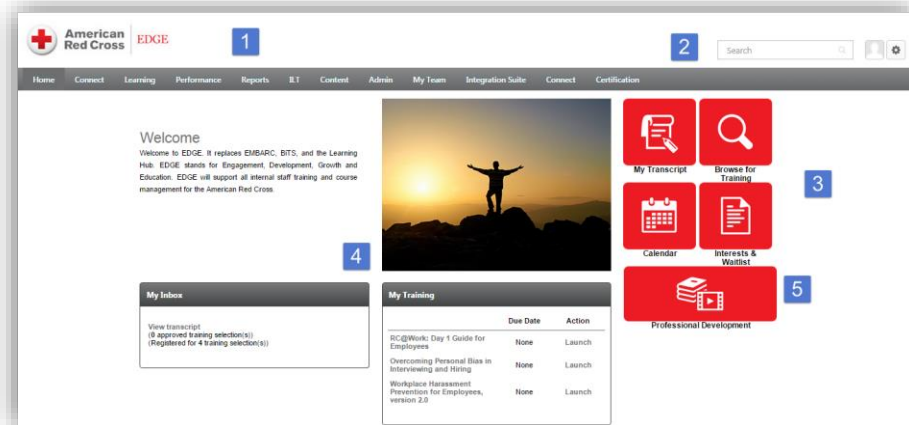 American
Red Cross
EDGE
1
2
Search
Home Connect Learning Performance Reports ILT Content Admin My Team Integration Suite Connect Certification
Welcome
Welcome to EDGE. It replaces EMBARC, BiTS, and the Learning
Hub. EDGE stands for Engagement, Development, Growth and
Education. EDGE will support all internal staff training and course
management for the American Red Cross.
My Transcript
Browse for
Training
3
Calendar
Interests &
Waitlist
4
5
Professional Development
My Inbox
View transcript
(0 approved training selection(s))
(Registered for 4 training selection(s))
My Training
Due Date Action
RC@Work: Day 1 Guide for
Employees
None Launch
Overcoming Personal Bias in
Interviewing and Hiring
None Launch
Workplace Harassment
Prevention for Employees,
version 2.0
None Launch